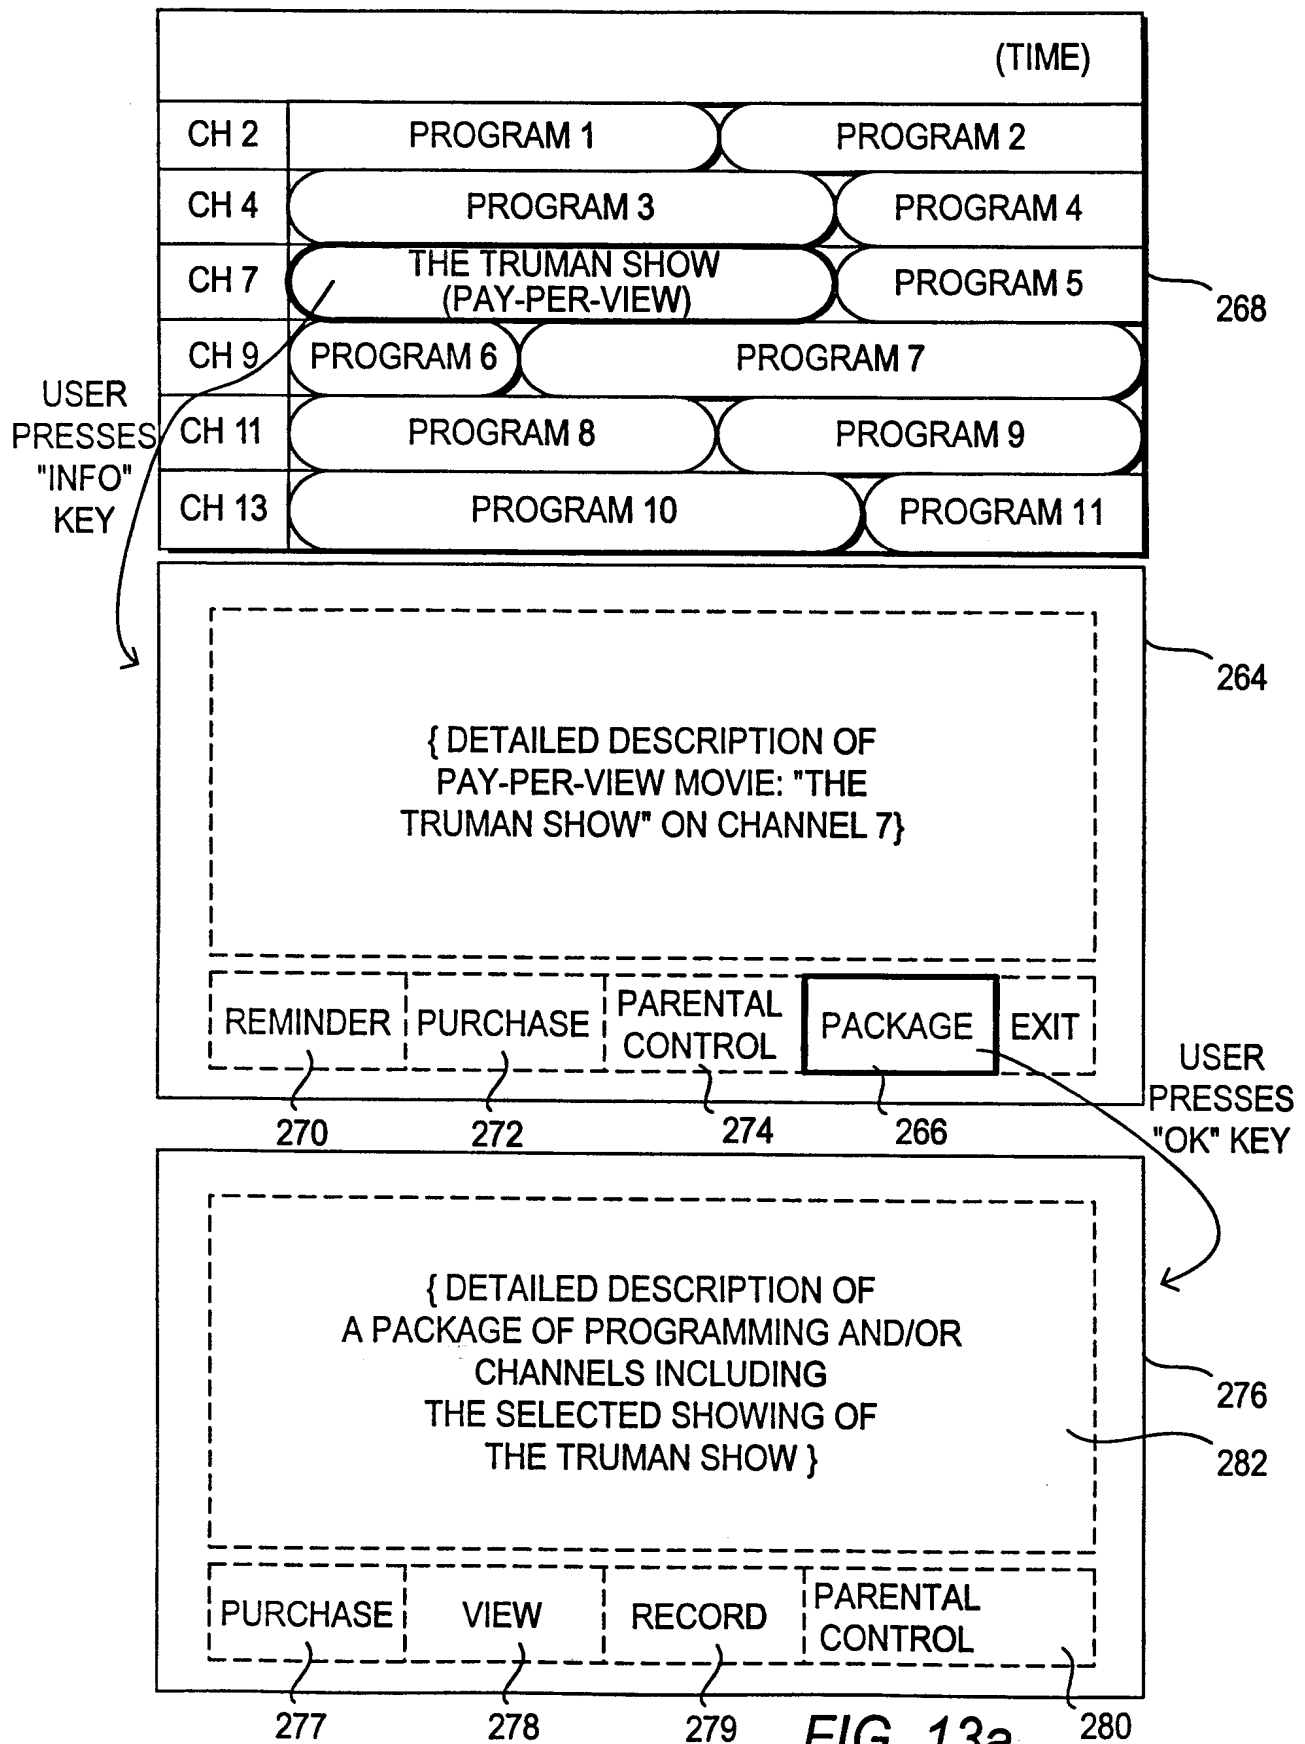 (TIME)
CH 2 PROGRAM 1 PROGRAM 2
CH 4 PROGRAM 3 PROGRAM 4
CH 7 THE TRUMAN SHOW
(PAY-PER-VIEW) PROGRAM 5
268
CH 9 PROGRAM 6 PROGRAM 7
CH 11 PROGRAM 8 PROGRAM 9
CH 13 PROGRAM 10 PROGRAM 11
USER
PRESSES
"INFO"
KEY
264
{ DETAILED DESCRIPTION OF
PAY-PER-VIEW MOVIE: "THE
TRUMAN SHOW" ON CHANNEL 7}
REMINDER PURCHASE PARENTAL
CONTROL PACKAGE EXIT
270 272 274 266
USER
PRESSES
"OK" KEY
{ DETAILED DESCRIPTION OF
A PACKAGE OF PROGRAMMING AND/OR
CHANNELS INCLUDING
THE SELECTED SHOWING OF
THE TRUMAN SHOW }
276
282
PURCHASE VIEW RECORD PARENTAL
CONTROL
277 278 279 280
FIG. 13a